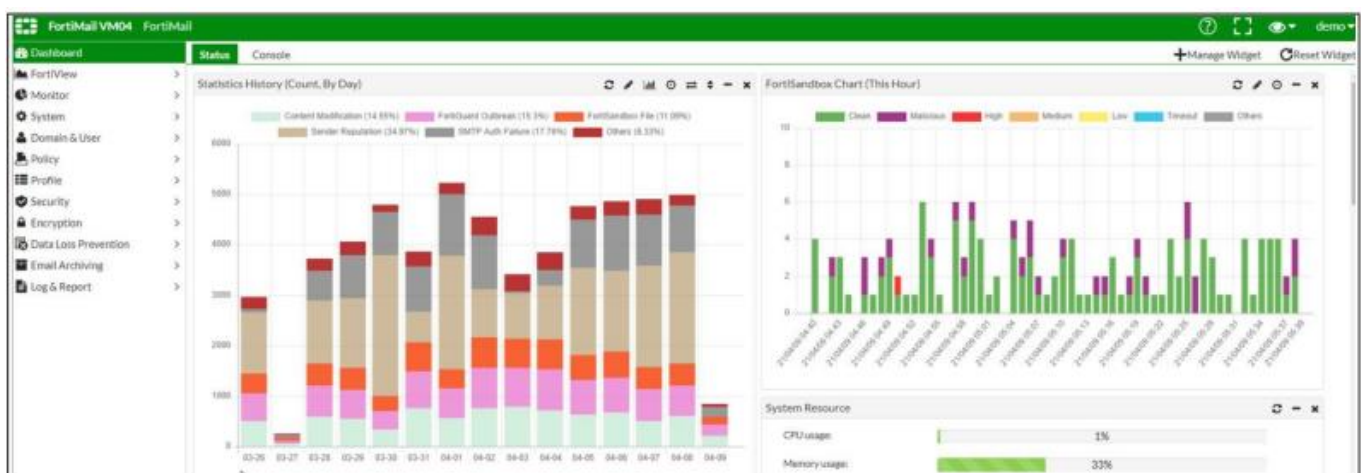 FortiMail VM04 FortiMail
demo
Dashboard
FortiView
Monitor
System
Domain & User
Policy
Profile
Security
Encryption
Data Loss Prevention
Email Archiving
Log & Report
Status Console
Manage Widget Reset Widget
Statistics History (Count, By Day)
Content Modification (14.55%) FortiGuard Outbreak (15.3%) FortiSandbox File (11.09%)
Sender Reputation (34.97%) SMTP Auth Failure (17.76%) Others (6.33%)
6000
5000
4000
3000
2000
1000
0
03-26 03-27 03-28 03-29 03-30 03-31 04-01 04-02 04-03 04-04 04-05 04-06 04-07 04-08 04-09
FortiSandbox Chart (This Hour)
Clean Malicious High Medium Low Timeout Others
10
8
6
4
2
0
System Resource
CPU usage: 1%
Memory usage: 33%